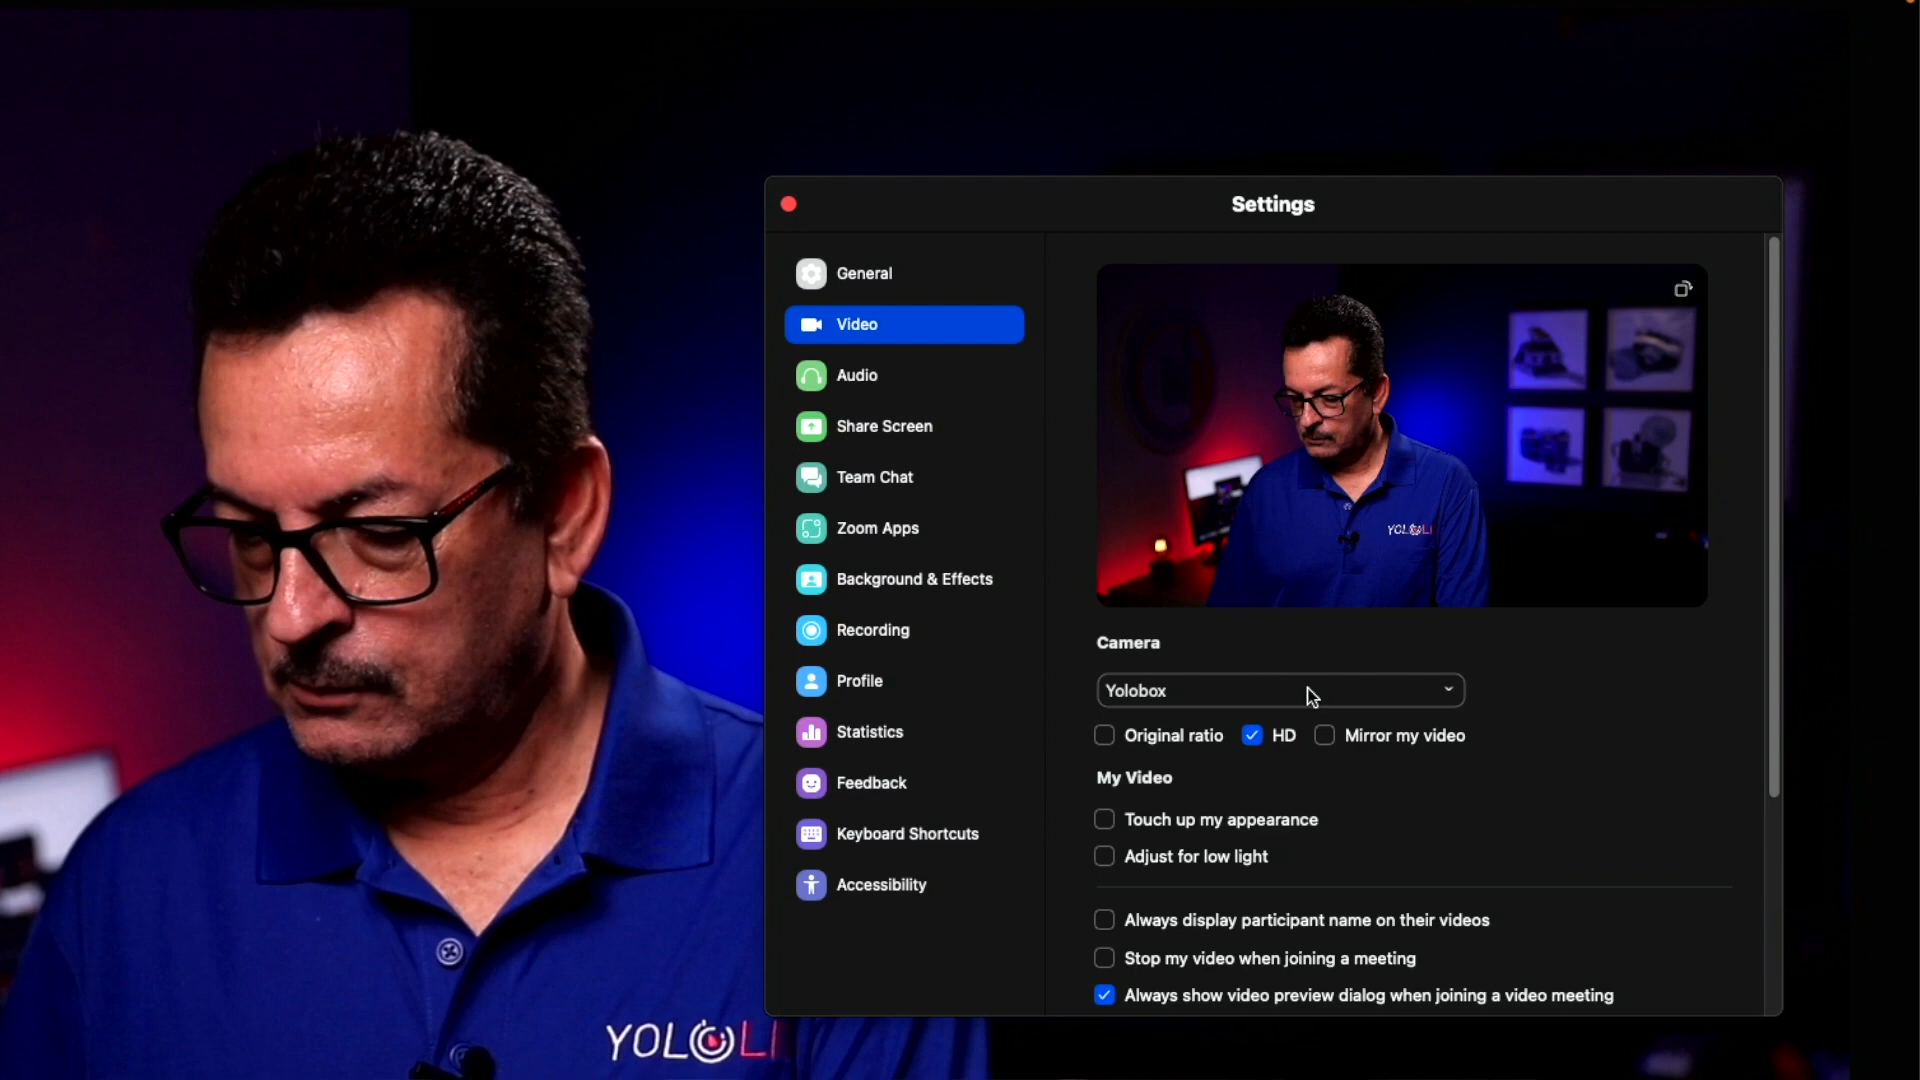 Settings
General
Video
Audio
Share Screen
Team Chat
Zoom Apps
Background & Effects
Recording
Profile
Statistics
Feedback
Keyboard Shortcuts
Accessibility
YOLOLI
Camera
Yolobox
Original ratio HD Mirror my video
My Video
Touch up my appearance
Adjust for low light
Always display participant name on their videos
Stop my video when joining a meeting
Always show video preview dialog when joining a video meeting
YOLOLI